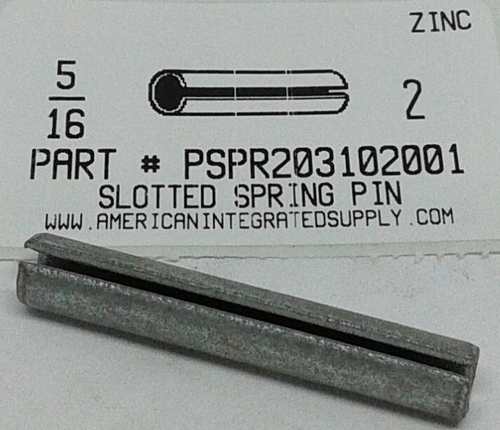 ZINC
5/16
2
PART # PSPR203102001
SLOTTED SPRING PIN
WWW.AMERICANINTEGRATEDSUPPLY.COM